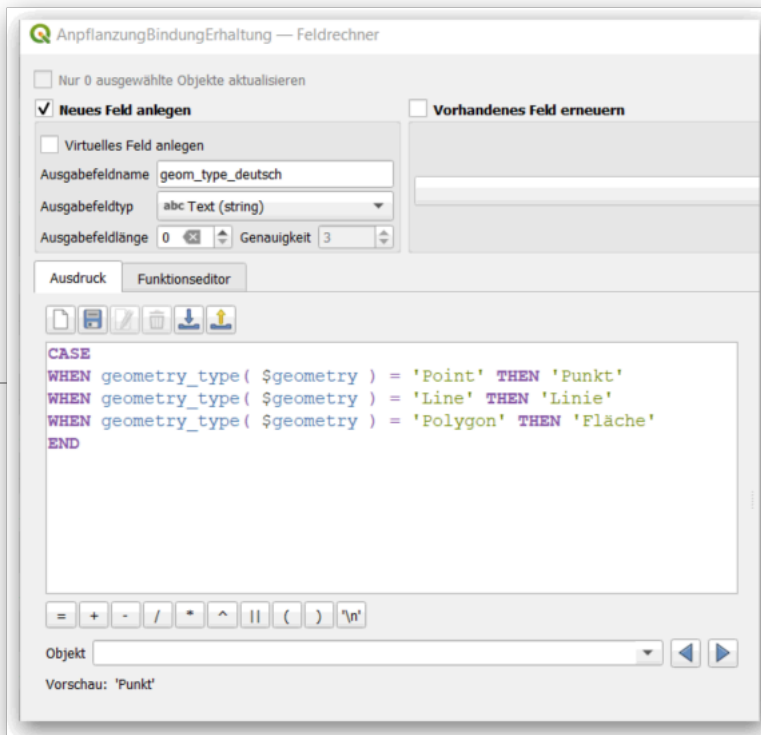 AnpflanzungBindungErhaltung — Feldrechner
Nur 0 ausgewählte Objekte aktualisieren
Neues Feld anlegen
Vorhandenes Feld erneuern
Virtuelles Feld anlegen
Ausgabefeldname geom_type_deutsch
Ausgabefeldtyp abc Text (string)
Ausgabefeldlänge 0 Genauigkeit 3
Ausdruck Funktionseditor
CASE
WHEN geometry_type( $geometry ) = 'Point' THEN 'Punkt'
WHEN geometry_type( $geometry ) = 'Line' THEN 'Linie'
WHEN geometry_type( $geometry ) = 'Polygon' THEN 'Fläche'
END
= + - / * ^ || ( ) '\n'
Objekt
Vorschau: 'Punkt'